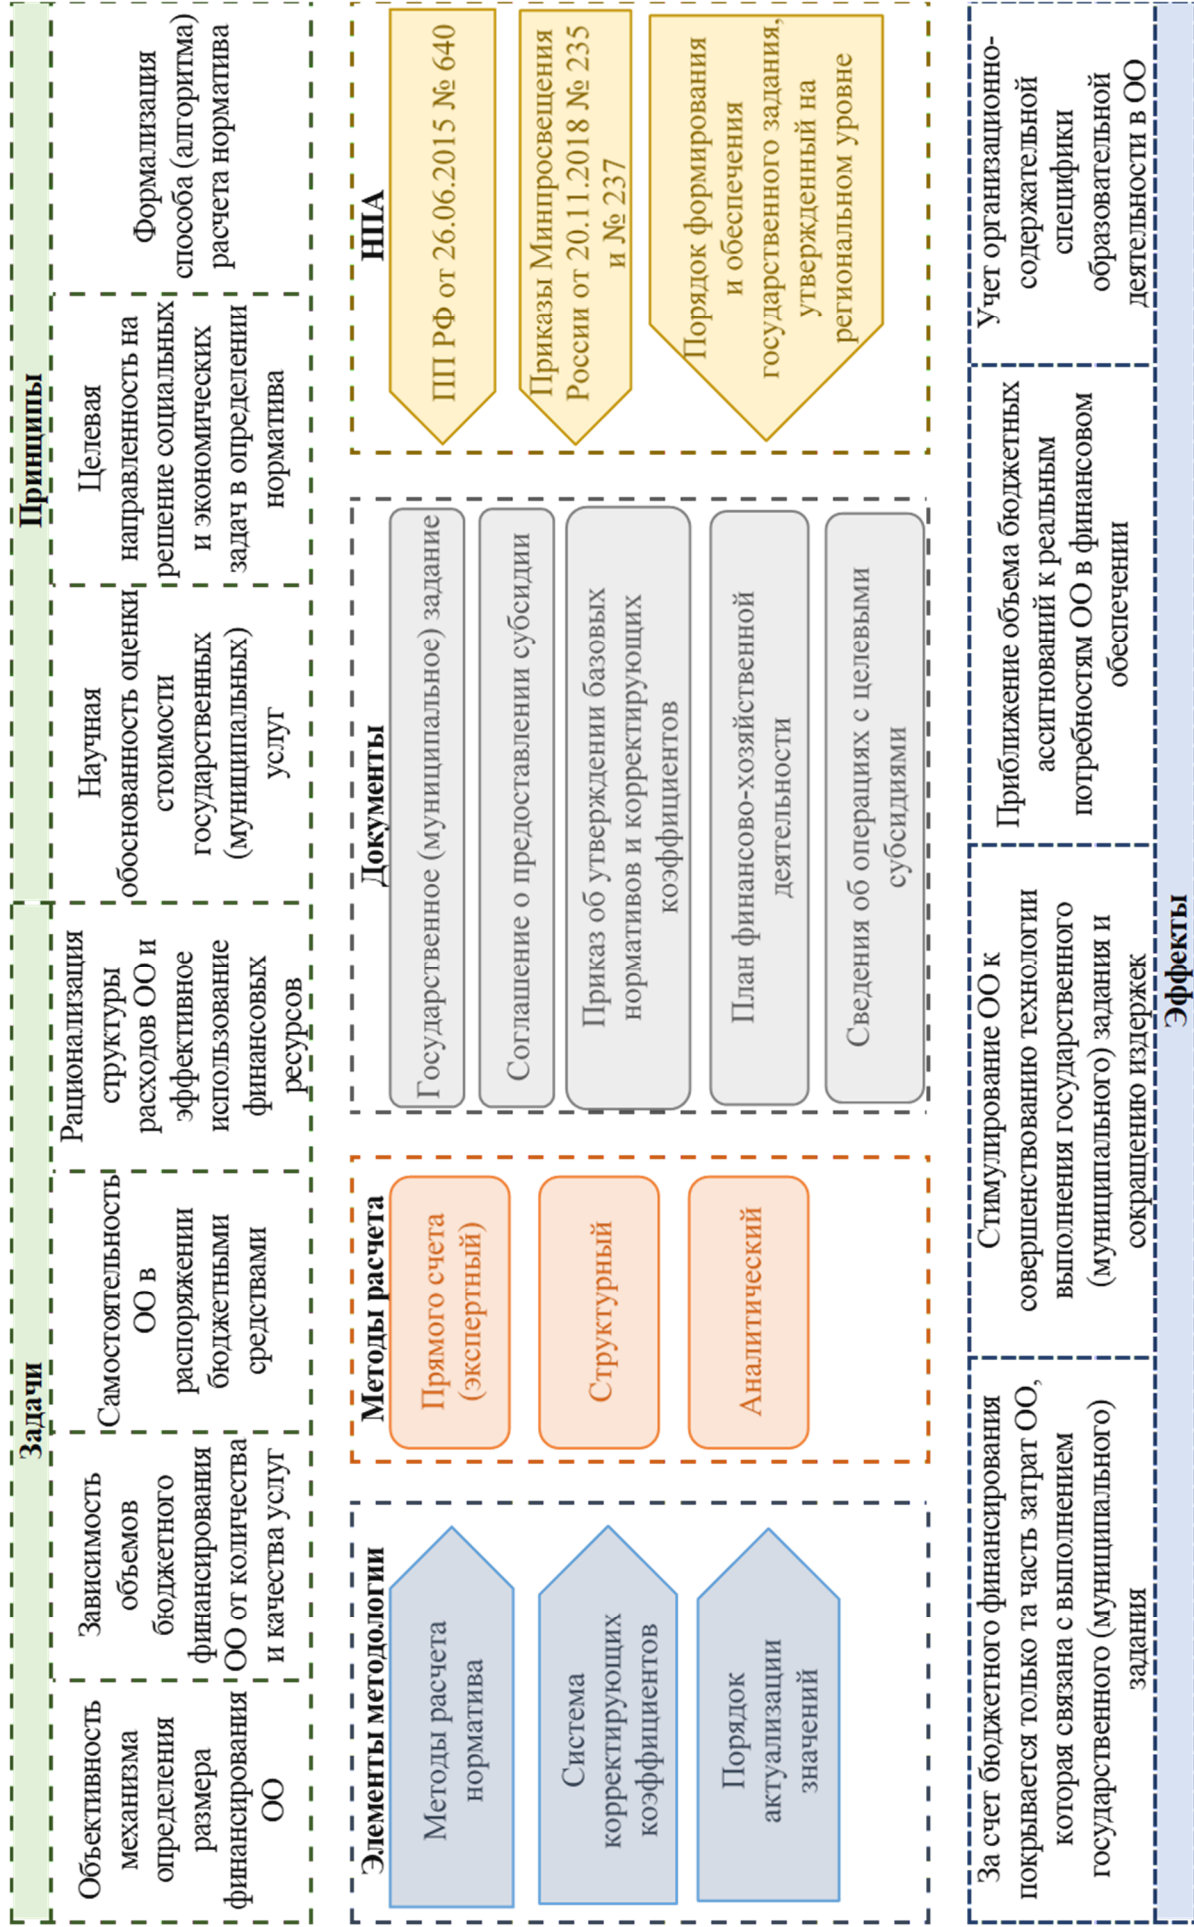 Задачи
Принципы
Объективность
механизма
определения
размера
финансирования
ОО
Зависимость
объемов
бюджетного
финансирования
ОО от количества
и качества услуг
Самостоятельность
ОО в
распоряжении
бюджетными
средствами
Рационализация
структуры
расходов ОО и
эффективное
использование
финансовых
ресурсов
Научная
обоснованность оценки
стоимости
государственных
(муниципальных)
услуг
Целевая
направленность на
решение социальных
и экономических
задач в определении
норматива
Формализация
способа (алгоритма)
расчета норматива
Элементы методологии
Методы расчета
норматива
Система
корректирующих
коэффициентов
Порядок
актуализации
значений
Методы расчета
Прямого счета
(экспертный)
Структурный
Аналитический
Документы
Государственное (муниципальное) задание
Соглашение о предоставлении субсидии
Приказ об утверждении базовых
нормативов и корректирующих
коэффициентов
План финансово-хозяйственной
деятельности
Сведения об операциях с целевыми
субсидиями
НПА
ПП РФ от 26.06.2015 № 640
Приказы Минпросвещения
России от 20.11.2018 № 235
и № 237
Порядок формирования
и обеспечения
государственного задания,
утвержденный на
региональном уровне
За счет бюджетного финансирования
покрывается только та часть затрат ОО,
которая связана с выполнением
государственного (муниципального)
задания
Стимулирование ОО к
совершенствованию технологии
выполнения государственного
(муниципального) задания и
сокращению издержек
Приближение объема бюджетных
ассигнований к реальным
потребностям ОО в финансовом
обеспечении
Учет организационно-
содержательной
специфики
образовательной
деятельности в ОО
Эффекты